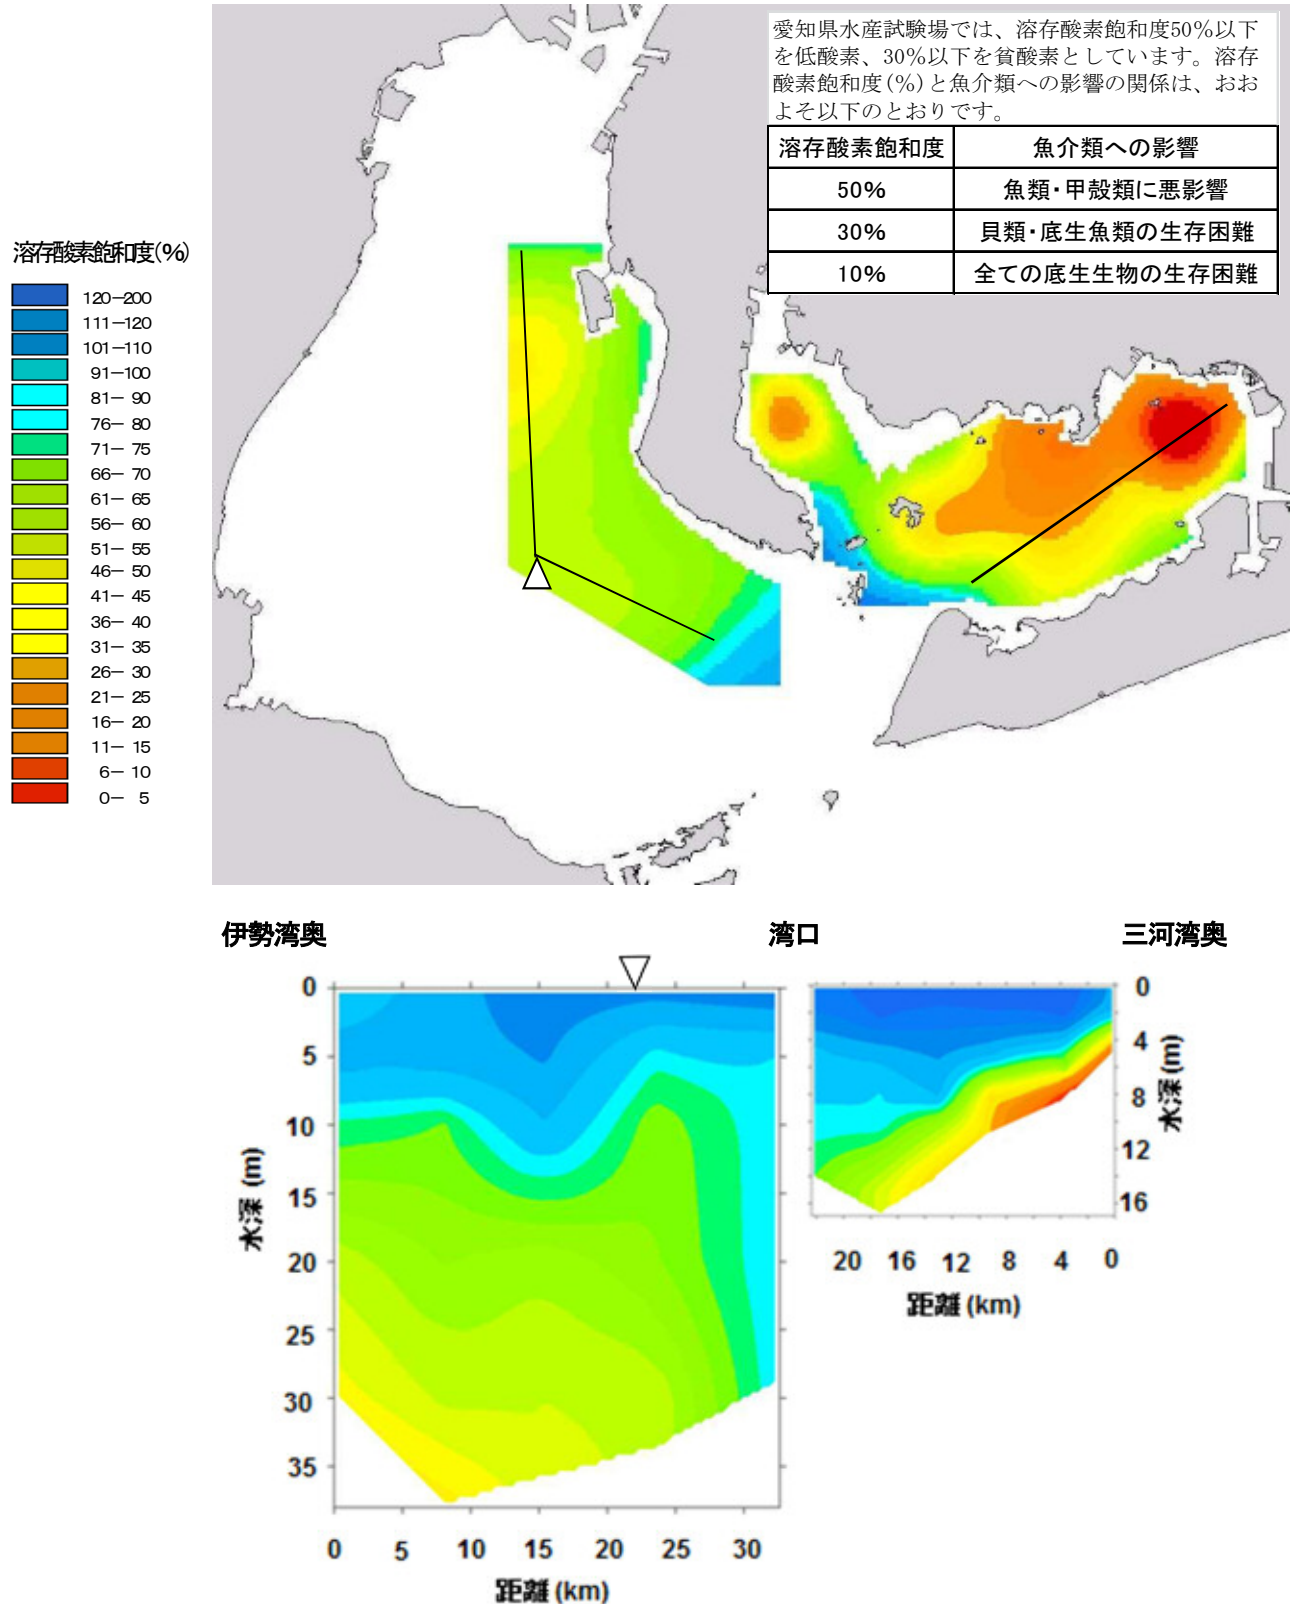 愛知県水産試験場では、溶存酸素飽和度50％以下
を低酸素、30％以下を貧酸素としています。溶存
酸素飽和度(％)と魚介類への影響の関係は、おお
よそ以下のとおりです。
溶存酸素飽和度 魚介類への影響
50% 魚類・甲殻類に悪影響
30% 貝類・底生魚類の生存困難
10% 全ての底生生物の生存困難
溶存酸素飽和度(%)
120－200
111－120
101－110
91－100
81－ 90
76－ 80
71－ 75
66－ 70
61－ 65
56－ 60
51－ 55
46－ 50
41－ 45
36－ 40
31－ 35
26－ 30
21－ 25
16－ 20
11－ 15
6－ 10
0－ 5
伊勢湾奥 湾口 三河湾奥
0
5
10
15
20
25
30
35
水深 (m)
0 5 10 15 20 25 30
距離 (km)
0
4
8
12
16
水深 (m)
20 16 12 8 4 0
距離 (km)